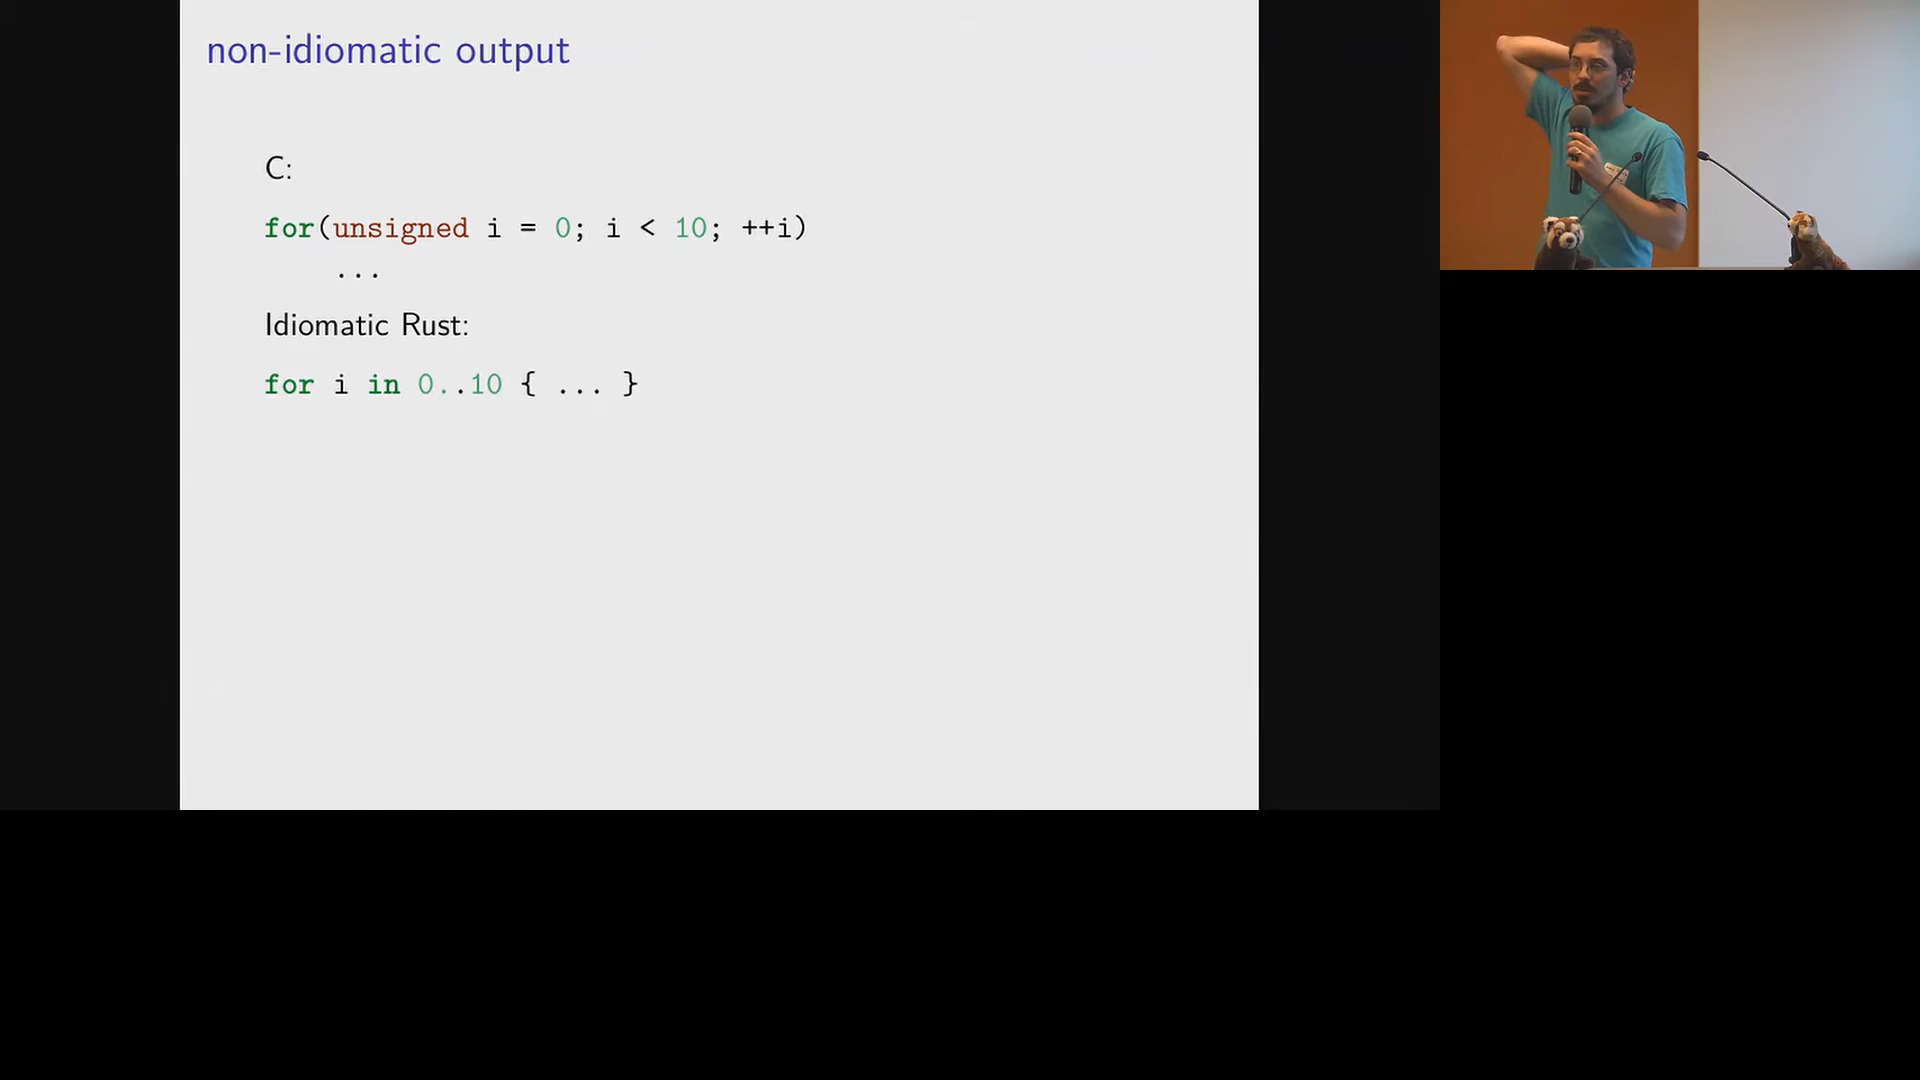 non-idiomatic output
C:
for(unsigned i = 0; i < 10; ++i)
...
Idiomatic Rust:
for i in 0..10 { ... }